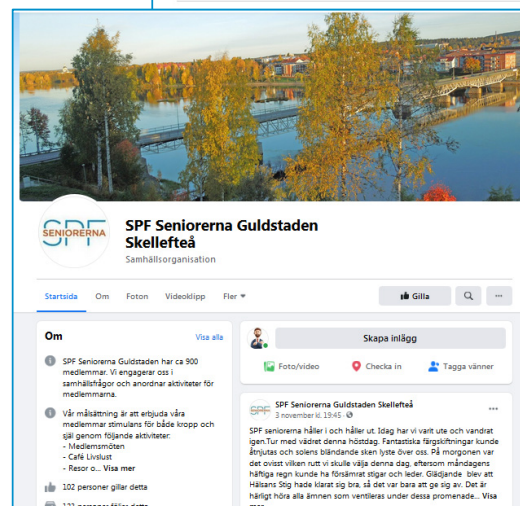 SPF
SENIORERNA
SPF Seniorerna Guldstaden
Skellefteå
Samhällsorganisation
Startsida Om Foton Videoklipp Fler
Gilla
Om Visa alla
SPF Seniorerna Guldstaden har ca 900
medlemmar. Vi engagerar oss i
samhällsfrågor och anordnar aktiviteter för
medlemmarna.
Vår målsättning är att erbjuda våra
medlemmar stimulans för både kropp och
själ genom följande aktiviteter:
- Medlemsmöten
- Café Livslust
- Resor o... Visa mer
102 personer gillar detta
Skapa inlägg
Foto/video Checka in Tagga vänner
SPF
SPF Seniorerna Guldstaden Skellefteå
3 november kl. 19:45
SPF seniorerna håller i och håller ut. Idag har vi varit ute och vandrat
igen.Tur med vädret denna höstdag. Fantastiska färgskiftningar kunde
åtnjutas och solens bländande sken lyste över oss. På morgonen var
det ovisst vilken rutt vi skulle välja denna dag, eftersom måndagens
häftiga regn kunde ha försämrat stigar och leder. Glädjande blev att
Hälsans Stig hade klarat sig bra, så det var bara att ge sig av. Det är
härligt höra alla ämnen som ventileras under dessa promenade... Visa